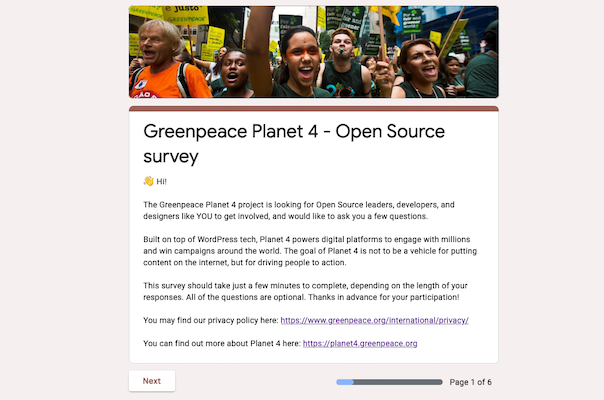 justo
fair and
greener
Greenpeace Planet 4 - Open Source
survey
👋 Hi!
The Greenpeace Planet 4 project is looking for Open Source leaders, developers, and
designers like YOU to get involved, and would like to ask you a few questions.
Built on top of WordPress tech, Planet 4 powers digital platforms to engage with millions
and win campaigns around the world. The goal of Planet 4 is not to be a vehicle for putting
content on the internet, but for driving people to action.
This survey should take just a few minutes to complete, depending on the length of your
responses. All of the questions are optional. Thanks in advance for your participation!
You may find our privacy policy here: https://www.greenpeace.org/international/privacy/
You can find out more about Planet 4 here: https://planet4.greenpeace.org
Next
Page 1 of 6